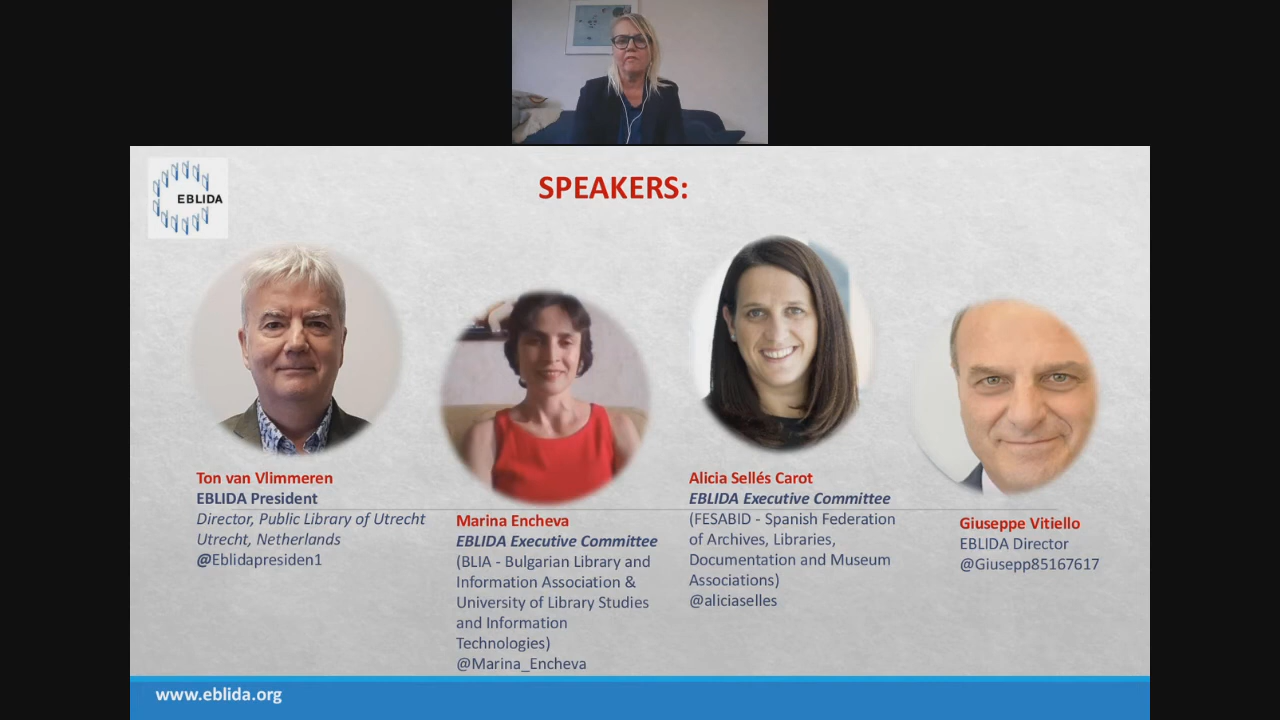 EBLIDA
SPEAKERS:
Ton van Vlimmeren
EBLIDA President
Director, Public Library of Utrecht
Utrecht, Netherlands
@Eblidapresiden1
Marina Encheva
EBLIDA Executive Committee
(BLIA - Bulgarian Library and
Information Association &
University of Library Studies
and Information
Technologies)
@Marina_Encheva
Alicia Sellés Carot
EBLIDA Executive Committee
(FESABID - Spanish Federation
of Archives, Libraries,
Documentation and Museum
Associations)
@aliciaselles
Giuseppe Vitiello
EBLIDA Director
@Giusepp85167617
www.eblida.org